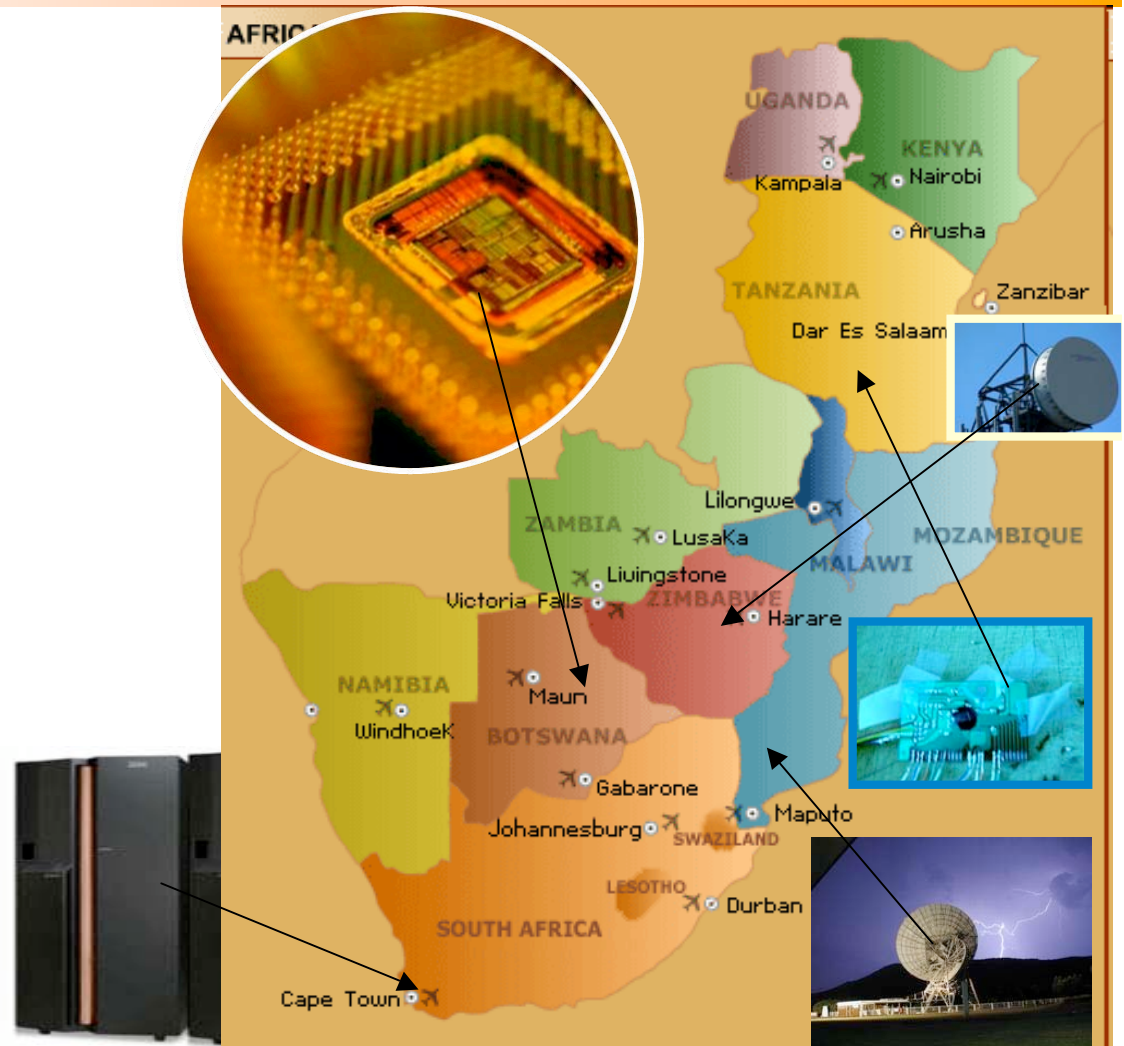 AFRIC
UGANDA
KENYA
Kampala
Nairobi
Arusha
TANZANIA
Zanzibar
Dar Es Salaam
Lilongwe
ZAMBIA
LusaKa
MOZAMBIQUE
MALAWI
Liuingstone
Victoria Falls
ZIMBABWE
Harare
NAMIBIA
Maun
WindhoeK
BOTSWANA
Gabarone
Johannesburg
Maputo
SWAZILAND
LESOTHO
Durban
SOUTH AFRICA
Cape Town